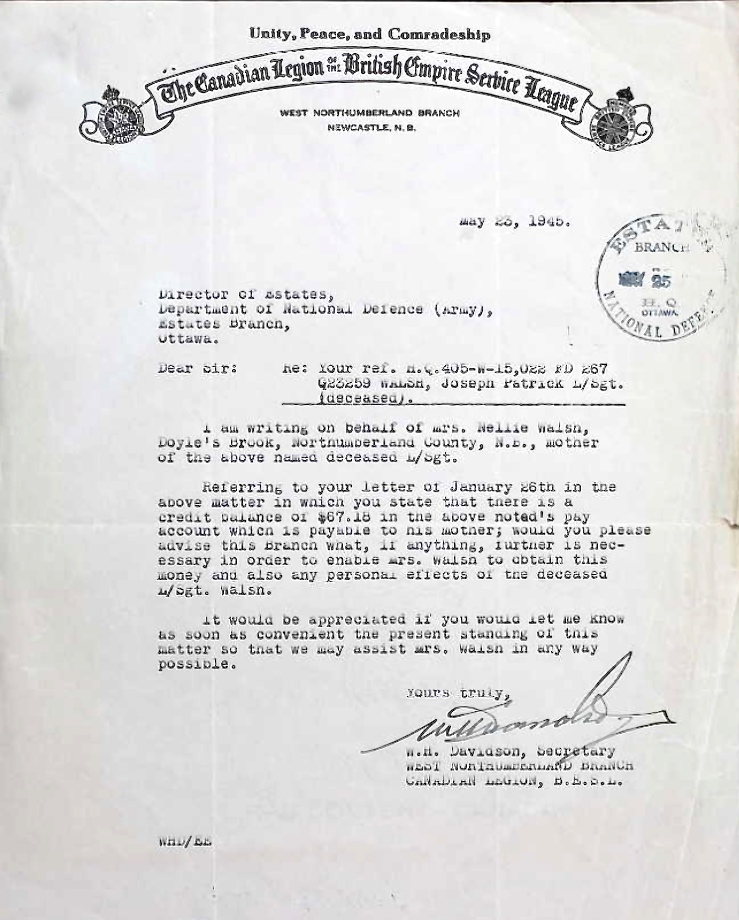 Unity, Peace, and Comradeship
The Canadian Legion OF THE British Empire Service League
WEST NORTHUMBERLAND BRANCH
NEWCASTLE, N. B.
May 23, 1945.
ESTATES
BRANCH
MAY 25
H. Q.
OTTAWA
NATIONAL DEFENCE
Director of Estates,
Department of National Defence (Army),
Estates Branch,
Ottawa.
Dear Sir: Re: Your ref. H.Q.405-W-15,022 FD 267
G23259 WALSH, Joseph Patrick L/Sgt.
(deceased).
I am writing on behalf of Mrs. Nellie Walsh,
Doyle's Brook, Northumberland County, N.B., mother
of the above named deceased L/Sgt.
Referring to your letter of January 26th in the
above matter in which you state that there is a
credit balance of $67.18 in the above noted's pay
account which is payable to his mother; would you please
advise this Branch what, if anything, further is nec-
essary in order to enable Mrs. Walsh to obtain this
money and also any personal effects of the deceased
L/Sgt. Walsh.
It would be appreciated if you would let me know
as soon as convenient the present standing of this
matter so that we may assist Mrs. Walsh in any way
possible.
Yours truly,
W.H. Davidson, Secretary
WEST NORTHUMBERLAND BRANCH
CANADIAN LEGION, B.E.S.L.
WHD/EE